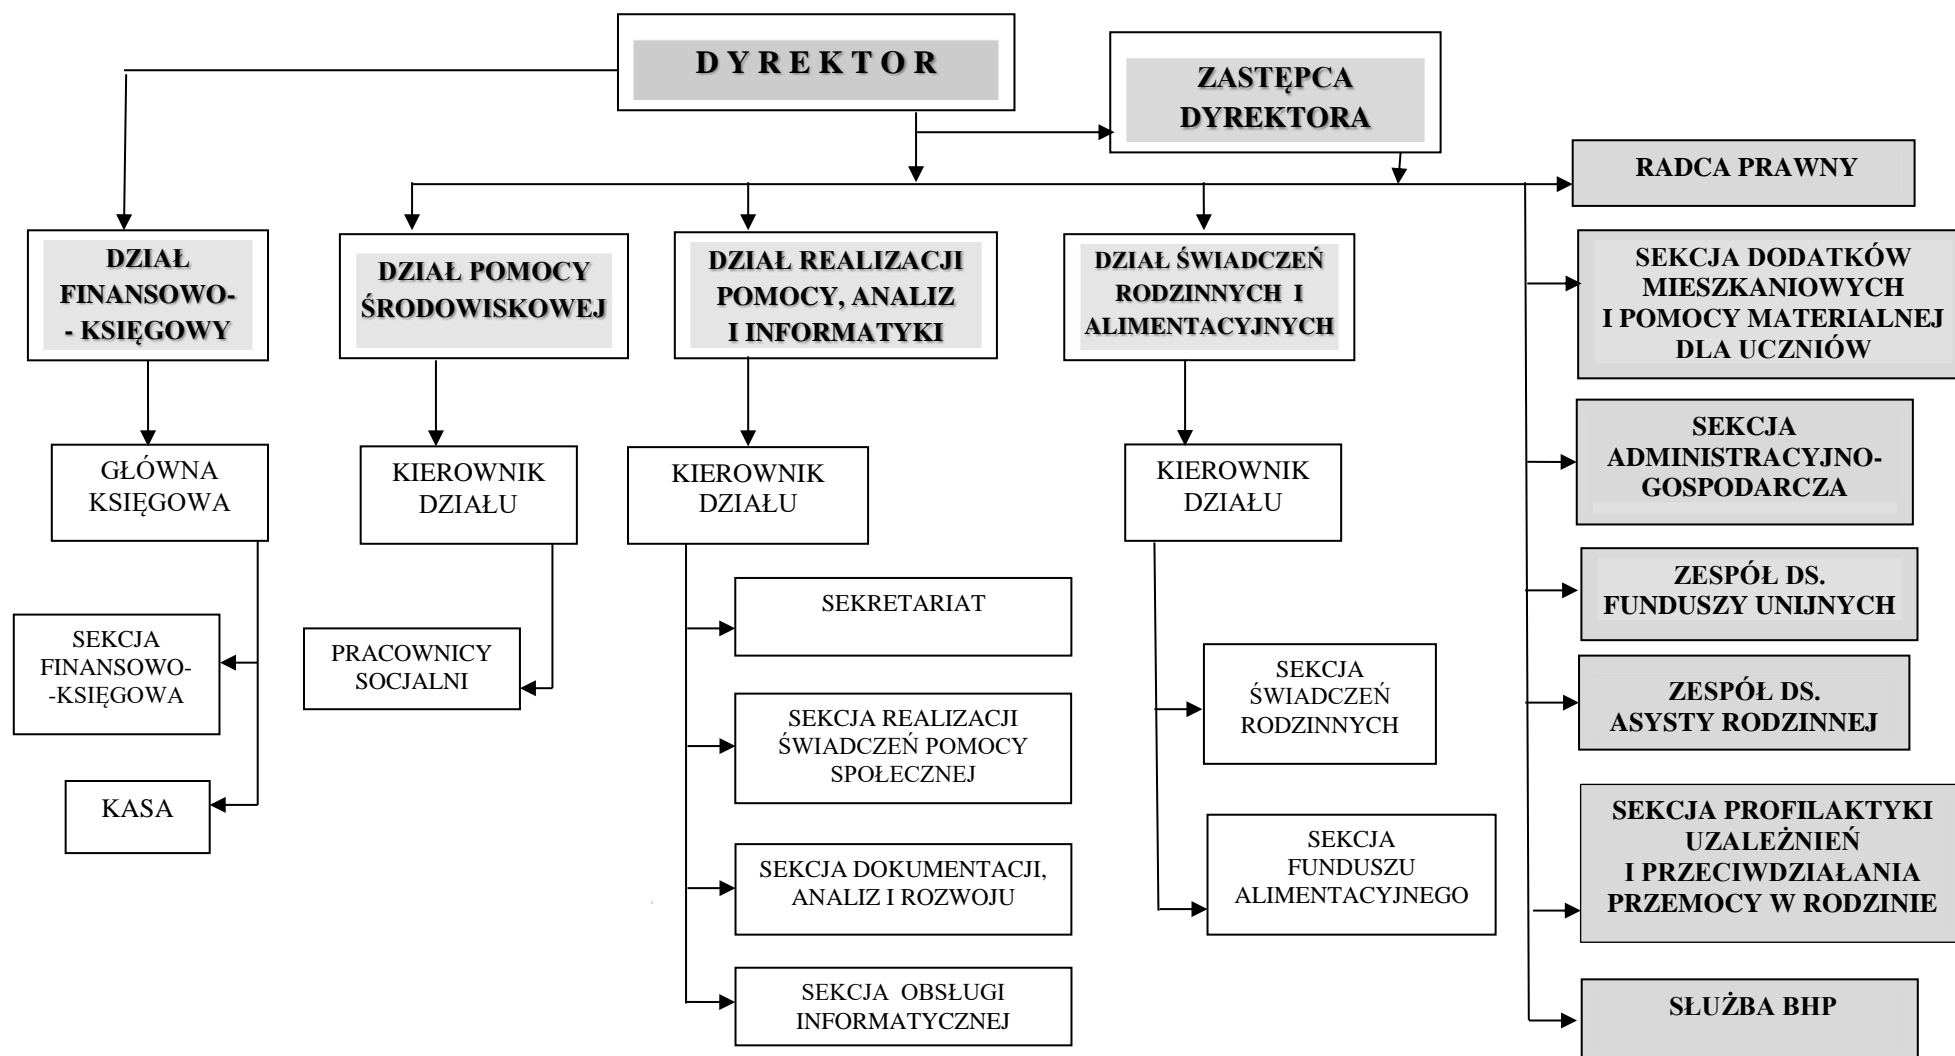 D Y R E K T O R
ZASTĘPCA
DYREKTORA
RADCA PRAWNY
DZIAŁ
FINANSOWO-
- KSIĘGOWY
DZIAŁ POMOCY
ŚRODOWISKOWEJ
DZIAŁ REALIZACJI
POMOCY, ANALIZ
I INFORMATYKI
DZIAŁ ŚWIADCZEŃ
RODZINNYCH I
ALIMENTACYJNYCH
SEKCJA DODATKÓW
MIESZKANIOWYCH
I POMOCY MATERIALNEJ
DLA UCZNIÓW
GŁÓWNA
KSIĘGOWA
KIEROWNIK
DZIAŁU
KIEROWNIK
DZIAŁU
KIEROWNIK
DZIAŁU
SEKCJA
ADMINISTRACYJNO-
GOSPODARCZA
SEKRETARIAT
ZESPÓŁ DS.
FUNDUSZY UNIJNYCH
SEKCJA
FINANSOWO-
-KSIĘGOWA
PRACOWNICY
SOCJALNI
SEKCJA REALIZACJI
ŚWIADCZEŃ POMOCY
SPOŁECZNEJ
SEKCJA
ŚWIADCZEŃ
RODZINNYCH
ZESPÓŁ DS.
ASYSTY RODZINNEJ
KASA
SEKCJA DOKUMENTACJI,
ANALIZ I ROZWOJU
SEKCJA
FUNDUSZU
ALIMENTACYJNEGO
SEKCJA PROFILAKTYKI
UZALEŻNIEŃ
I PRZECIWDZIAŁANIA
PRZEMOCY W RODZINIE
SEKCJA OBSŁUGI
INFORMATYCZNEJ
SŁUŻBA BHP